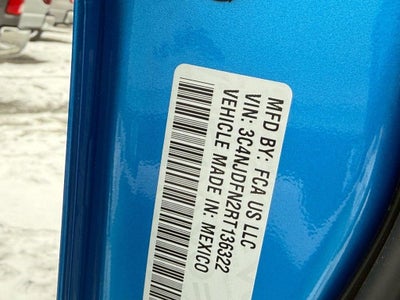 MFD BY: FCA US LLC
VIN: 3C4NJDFN2RT136322
VEHICLE MADE IN: MEXICO